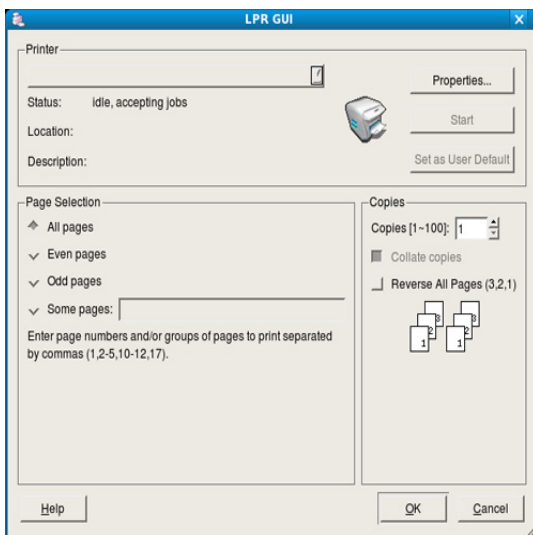 LPR GUI
Printer
Properties...
Status: idle, accepting jobs
Start
Location:
Set as User Default
Description:
Page Selection
All pages
Even pages
Odd pages
Some pages:
Enter page numbers and/or groups of pages to print separated
by commas (1,2-5,10-12,17).
Copies
Copies [1~100]: 1
Collate copies
Reverse All Pages (3,2,1)
3 3
2 2
1 1
Help
OK
Cancel